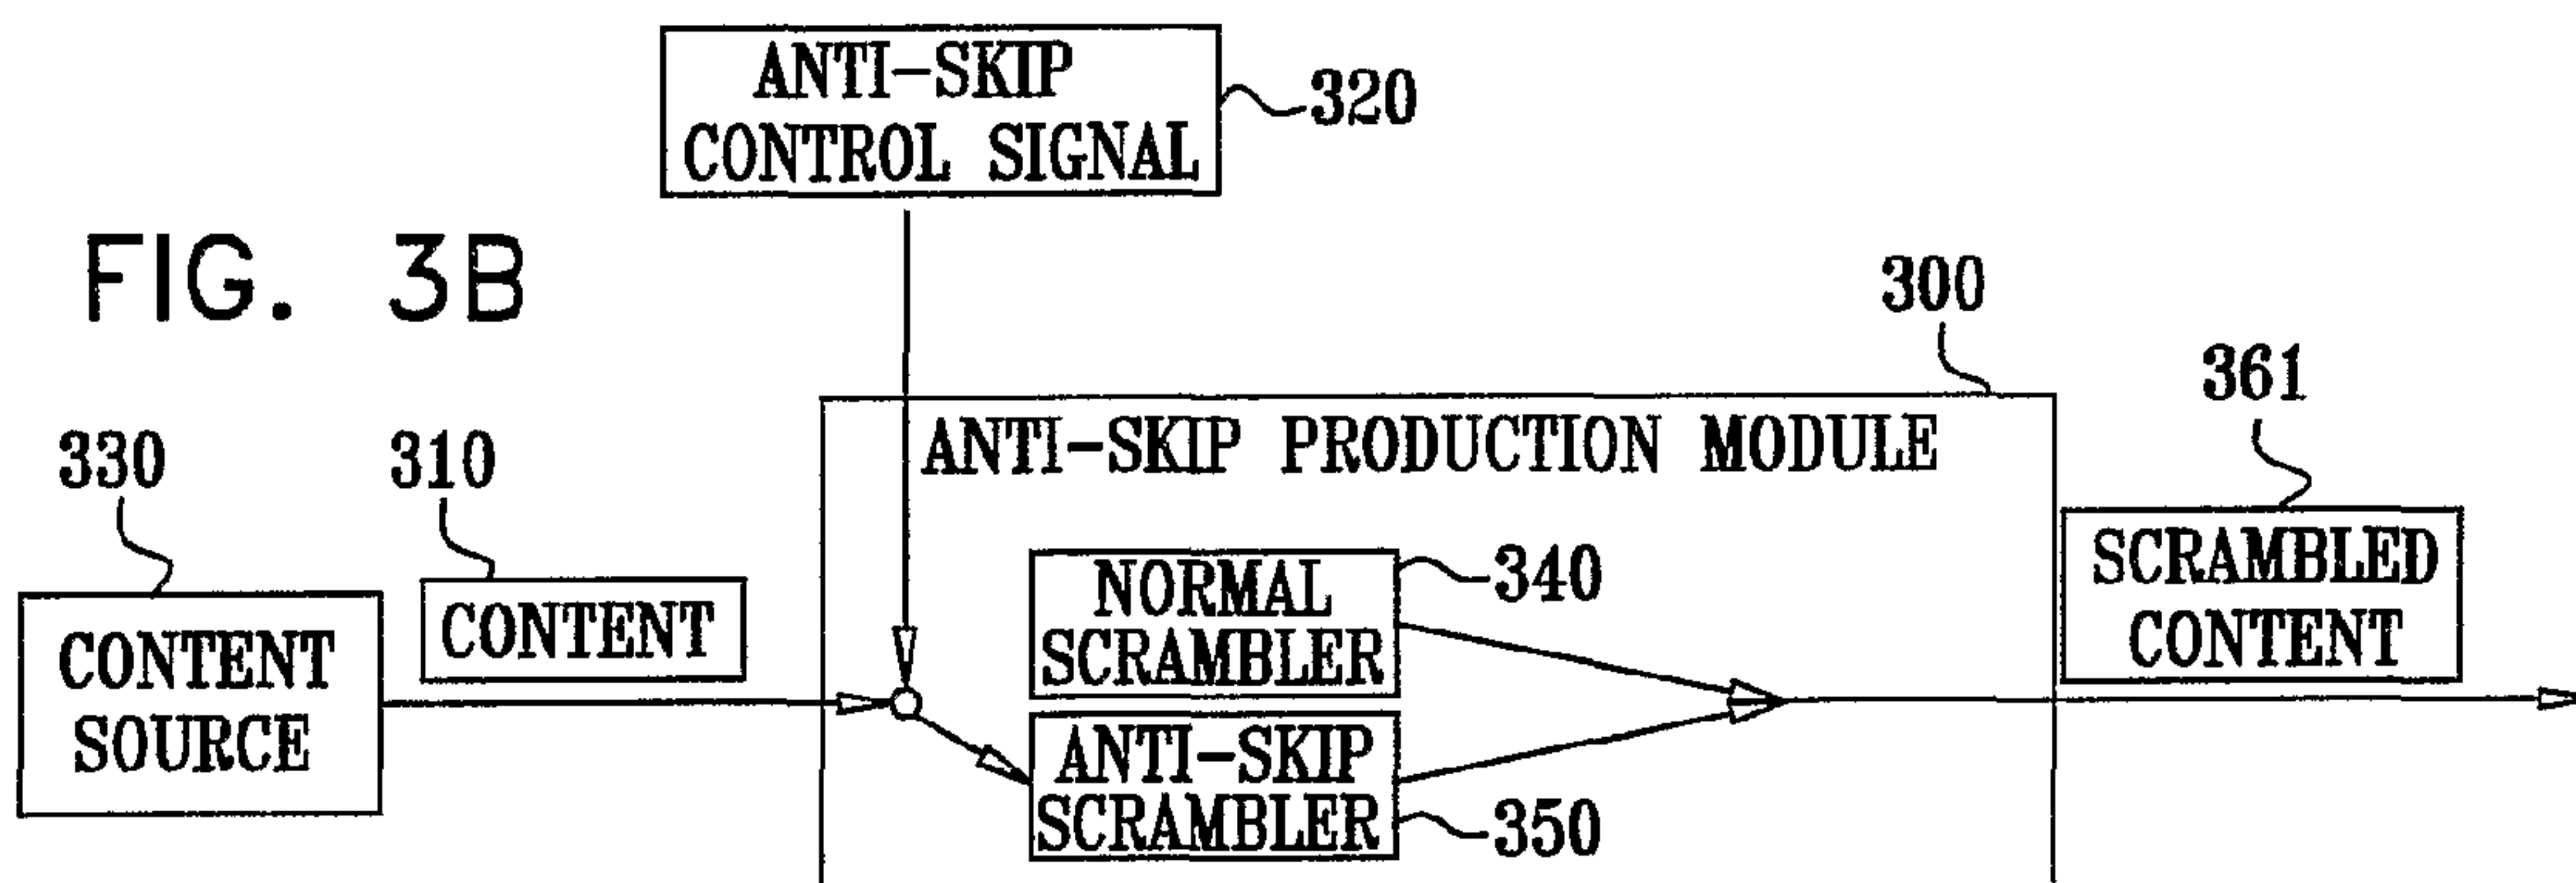 ANTI-SKIP
CONTROL SIGNAL
320
FIG. 3B
300
361
330
310
ANTI-SKIP PRODUCTION MODULE
CONTENT
SOURCE
CONTENT
NORMAL
SCRAMBLER
340
ANTI-SKIP
SCRAMBLER
350
SCRAMBLED
CONTENT